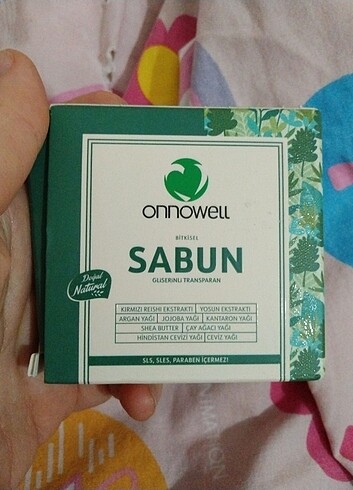 onnowell
BİTKİSEL
SABUN
GLİSERİNLİ TRANSPARAN
Doğal
Natural
KIRMIZI REISHI EKSTRAKTI YOSUN EKSTRAKTI
ARGAN YAĞI JOJOBA YAĞI KANTARON YAĞI
SHEA BUTTER ÇAY AĞACI YAĞI
HİNDİSTAN CEVİZİ YAĞI CEVİZ YAĞI
SLS, SLES, PARABEN İÇERMEZ!